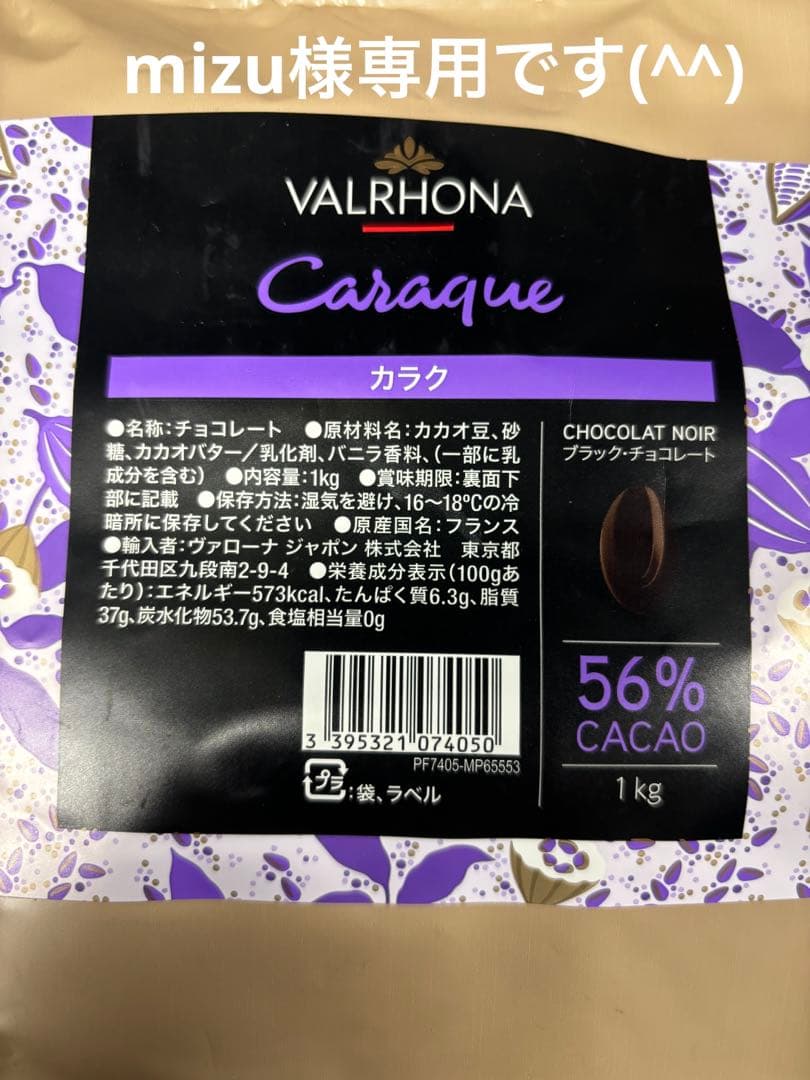 mizu様専用です(^^)
VALRHONA
Caraque
カラク
●名称：チョコレート　●原材料名：カカオ豆、砂
糖、カカオバター／乳化剤、バニラ香料、（一部に乳
成分を含む）　●内容量：1kg　●賞味期限：裏面下
部に記載　●保存方法：湿気を避け、16～18℃の冷
暗所に保存してください　●原産国名：フランス
●輸入者：ヴァローナ ジャポン 株式会社　東京都
千代田区九段南2-9-4　●栄養成分表示（100gあ
たり）：エネルギー573kcal、たんぱく質6.3g、脂質
37g、炭水化物53.7g、食塩相当量0g
3 395321 074050
PF7405-MP65553
プラ：袋、ラベル
CHOCOLAT NOIR
ブラック・チョコレート
56%
CACAO
1 kg